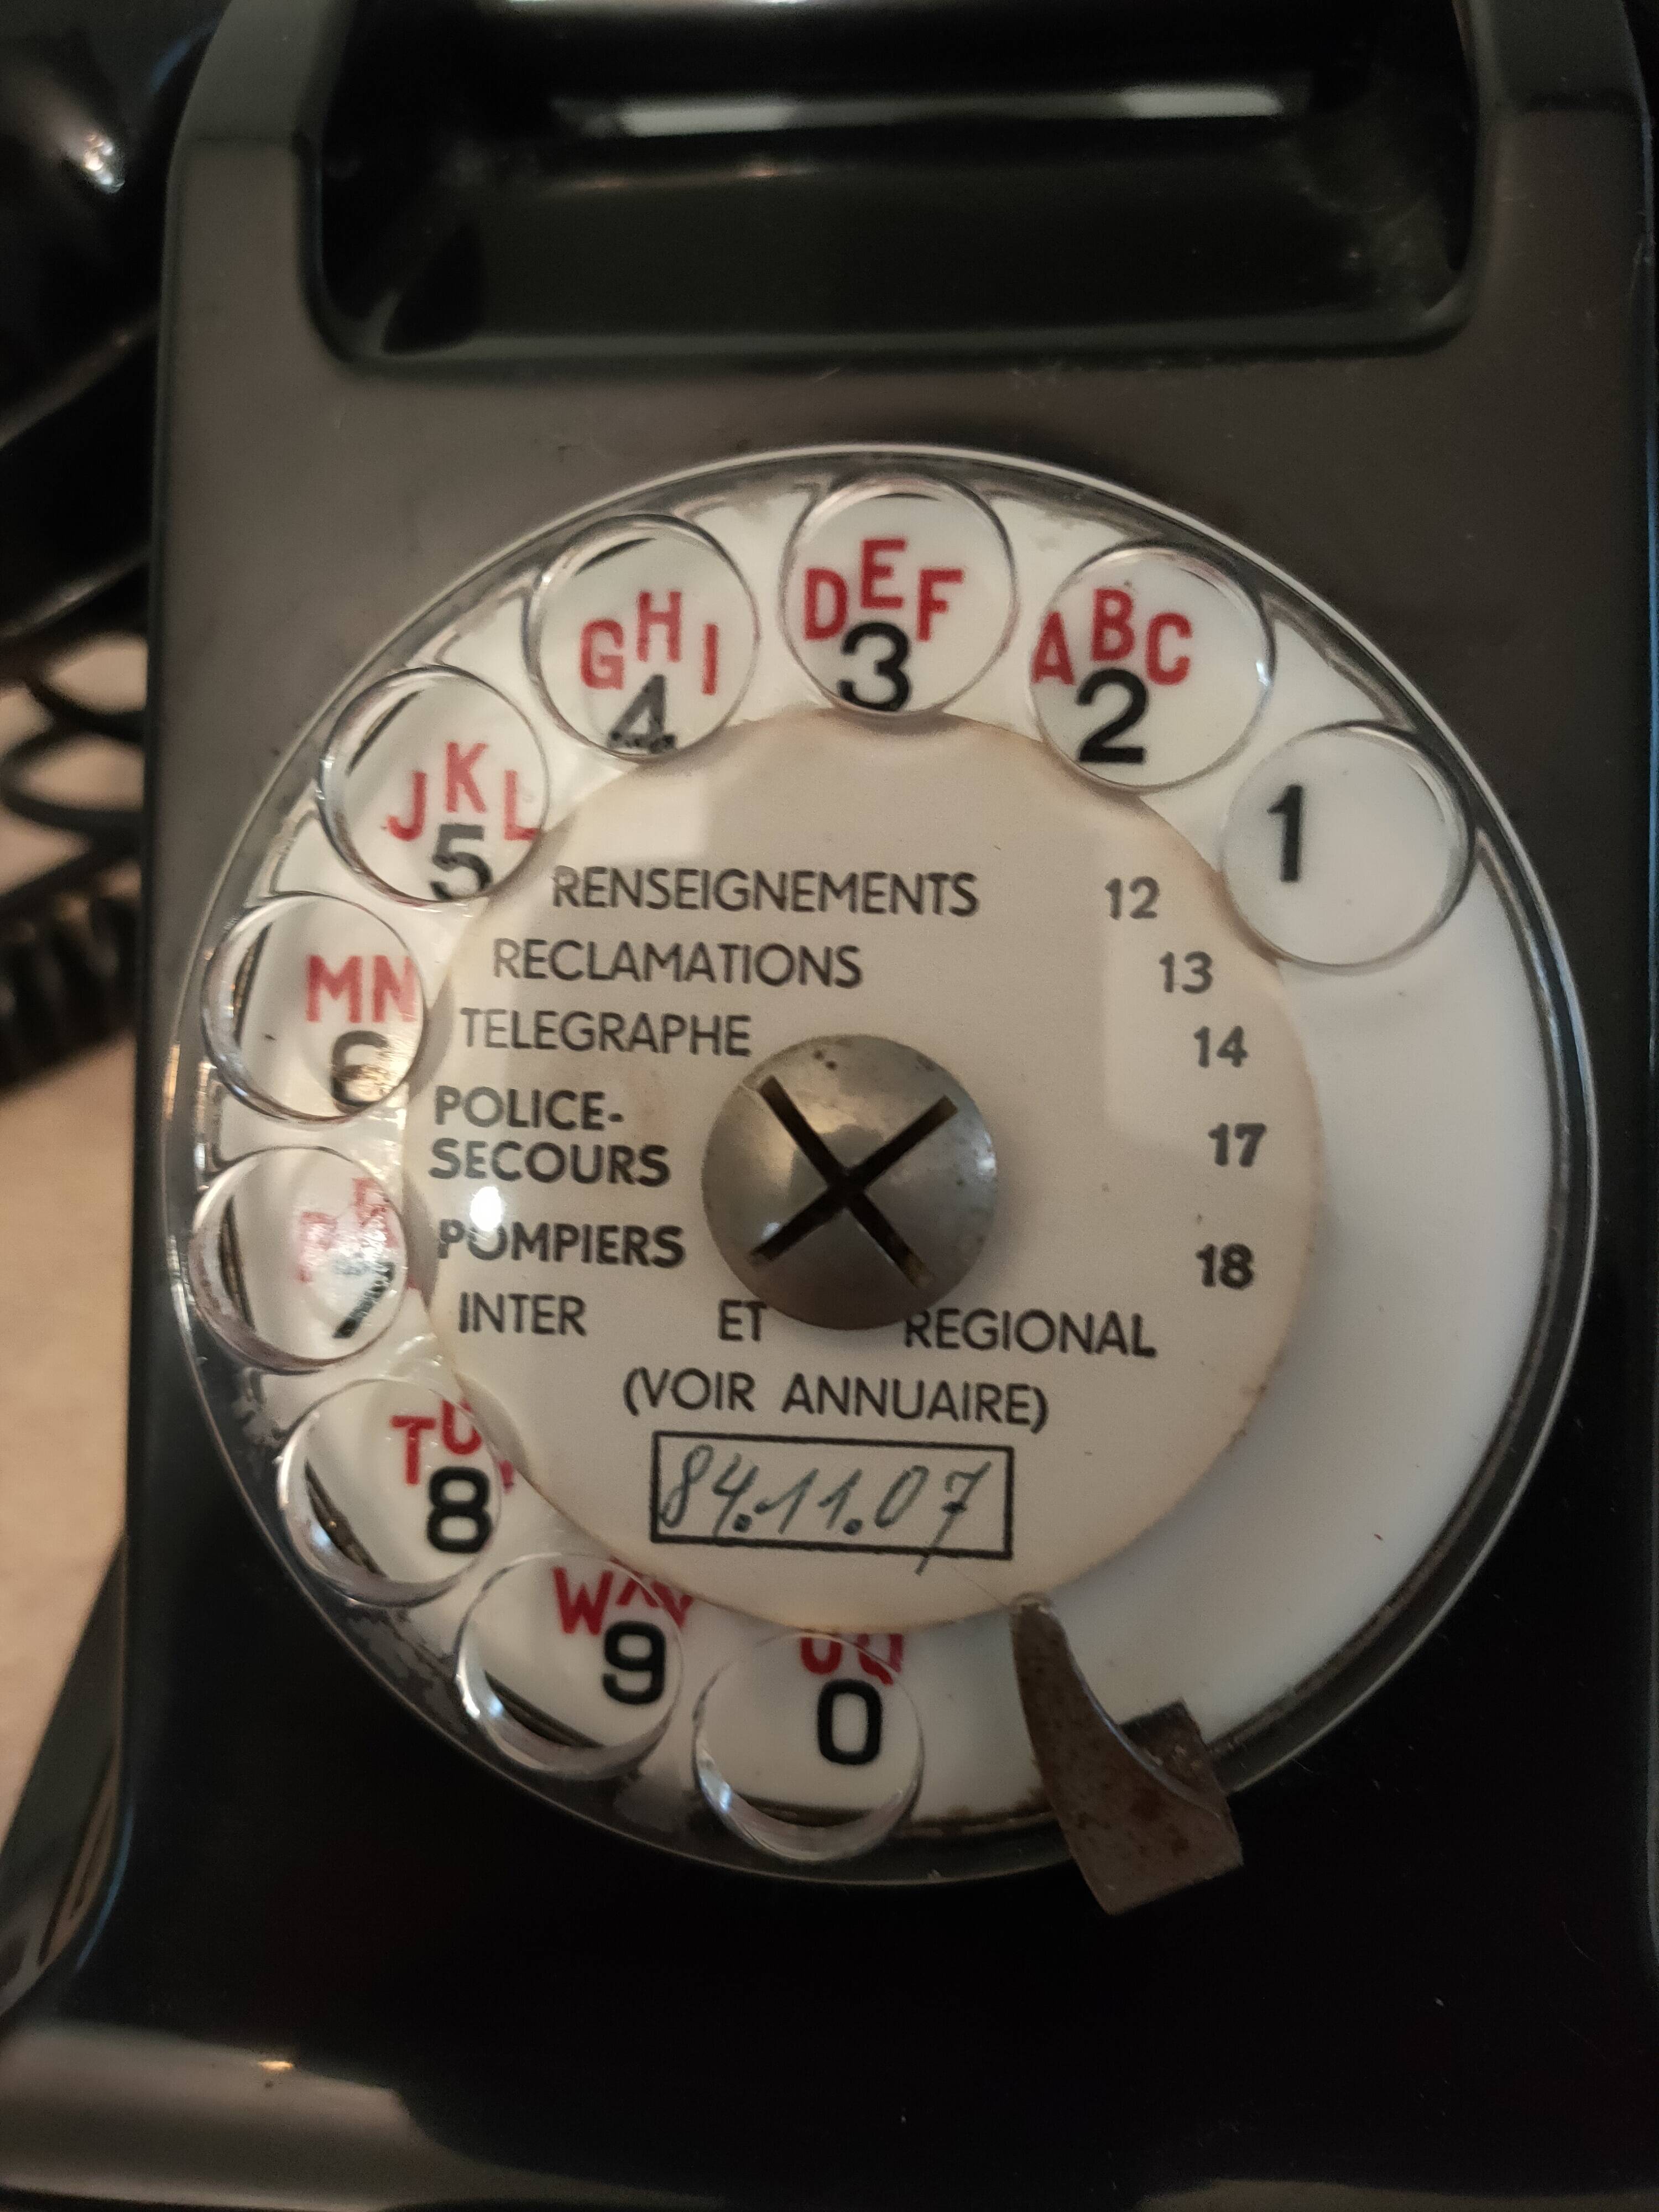 DEF
3
ABC
2
GHI
4
1
JKL
5
MN
6
7
8
W
9
0
RENSEIGNEMENTS 12
RECLAMATIONS 13
TELEGRAPHE 14
POLICE-
SECOURS 17
POMPIERS 18
INTER ET REGIONAL
(VOIR ANNUAIRE)
84.11.07